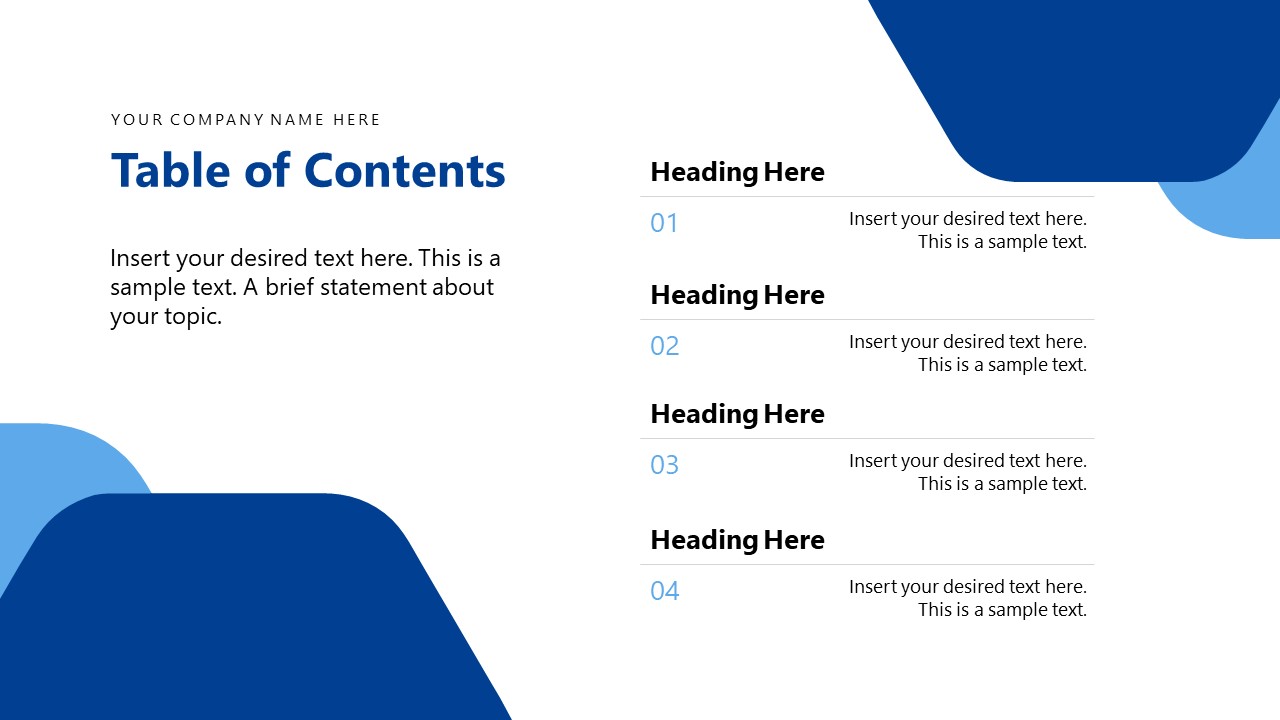 YOUR COMPANY NAME HERE
Table of Contents
Insert your desired text here. This is a
sample text. A brief statement about
your topic.
Heading Here
01
Insert your desired text here.
This is a sample text.
Heading Here
02
Insert your desired text here.
This is a sample text.
Heading Here
03
Insert your desired text here.
This is a sample text.
Heading Here
04
Insert your desired text here.
This is a sample text.